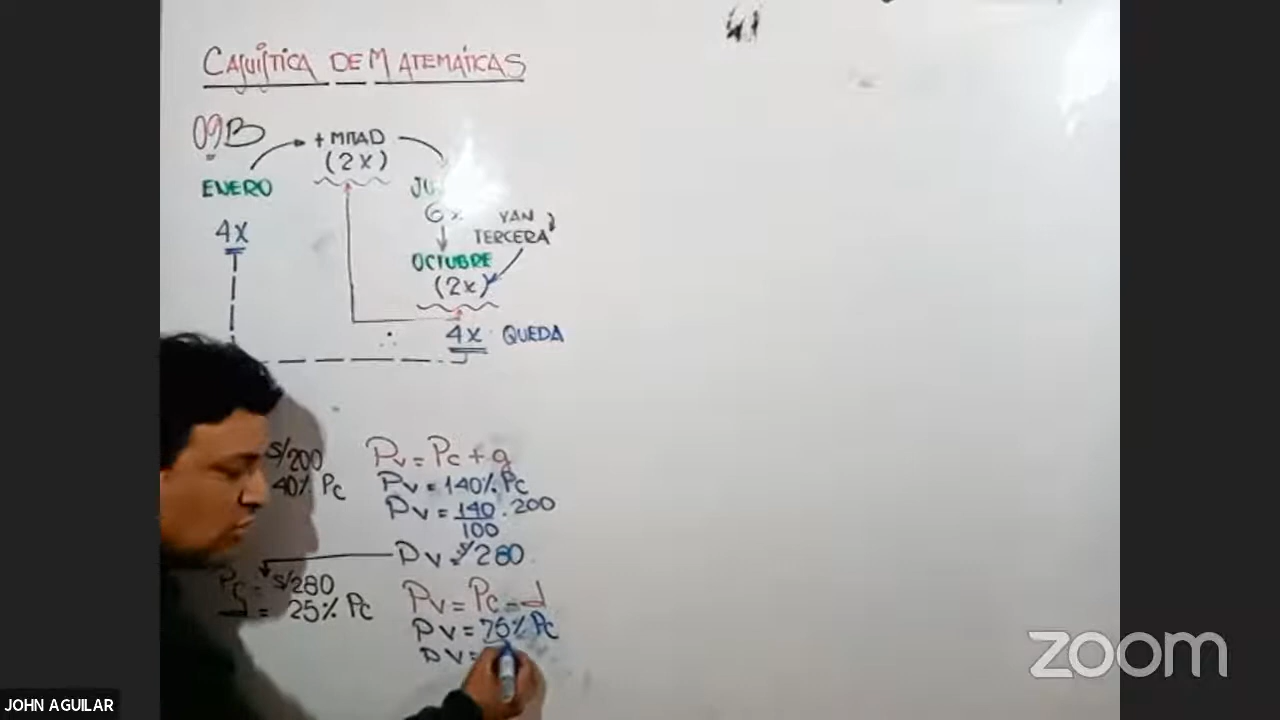 CASUÍSTICA DE MATEMÁTICAS
09B
+ MITAD
(2x)
ENERO
4x
6x
VAN
TERCERA
OCTUBRE
(2x)
4x QUEDA
S/200
40% Pc
Pv = Pc + g
Pv = 140% Pc
Pv = 140/100 · 200
Pv = S/280
S/280
d = 25% Pc
Pv = Pc - d
Pv = 75% Pc
Pv =
zoom
JOHN AGUILAR